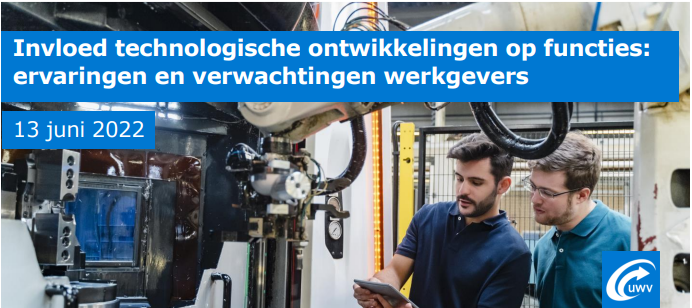 Invloed technologische ontwikkelingen op functies:
ervaringen en verwachtingen werkgevers
13 juni 2022
UWV